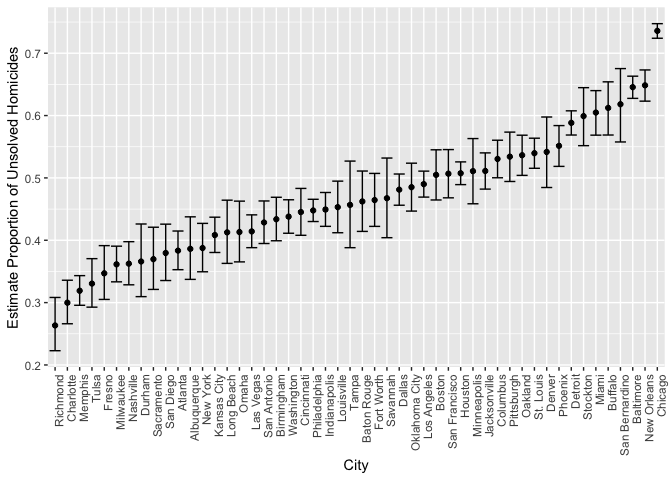 Estimate Proportion of Unsolved Homicides
0.7
0.6
0.5
0.4
0.3
0.2
Richmond
Charlotte
Memphis
Tulsa
Fresno
Milwaukee
Nashville
Durham
Sacramento
San Diego
Atlanta
Albuquerque
New York
Kansas City
Long Beach
Omaha
Las Vegas
San Antonio
Birmingham
Washington
Cincinnati
Philadelphia
Indianapolis
Louisville
Tampa
Baton Rouge
Fort Worth
Savannah
Dallas
Oklahoma City
Los Angeles
Boston
San Francisco
Houston
Minneapolis
Jacksonville
Columbus
Pittsburgh
Oakland
St. Louis
Denver
Phoenix
Detroit
Stockton
Miami
Buffalo
San Bernardino
Baltimore
New Orleans
Chicago
City